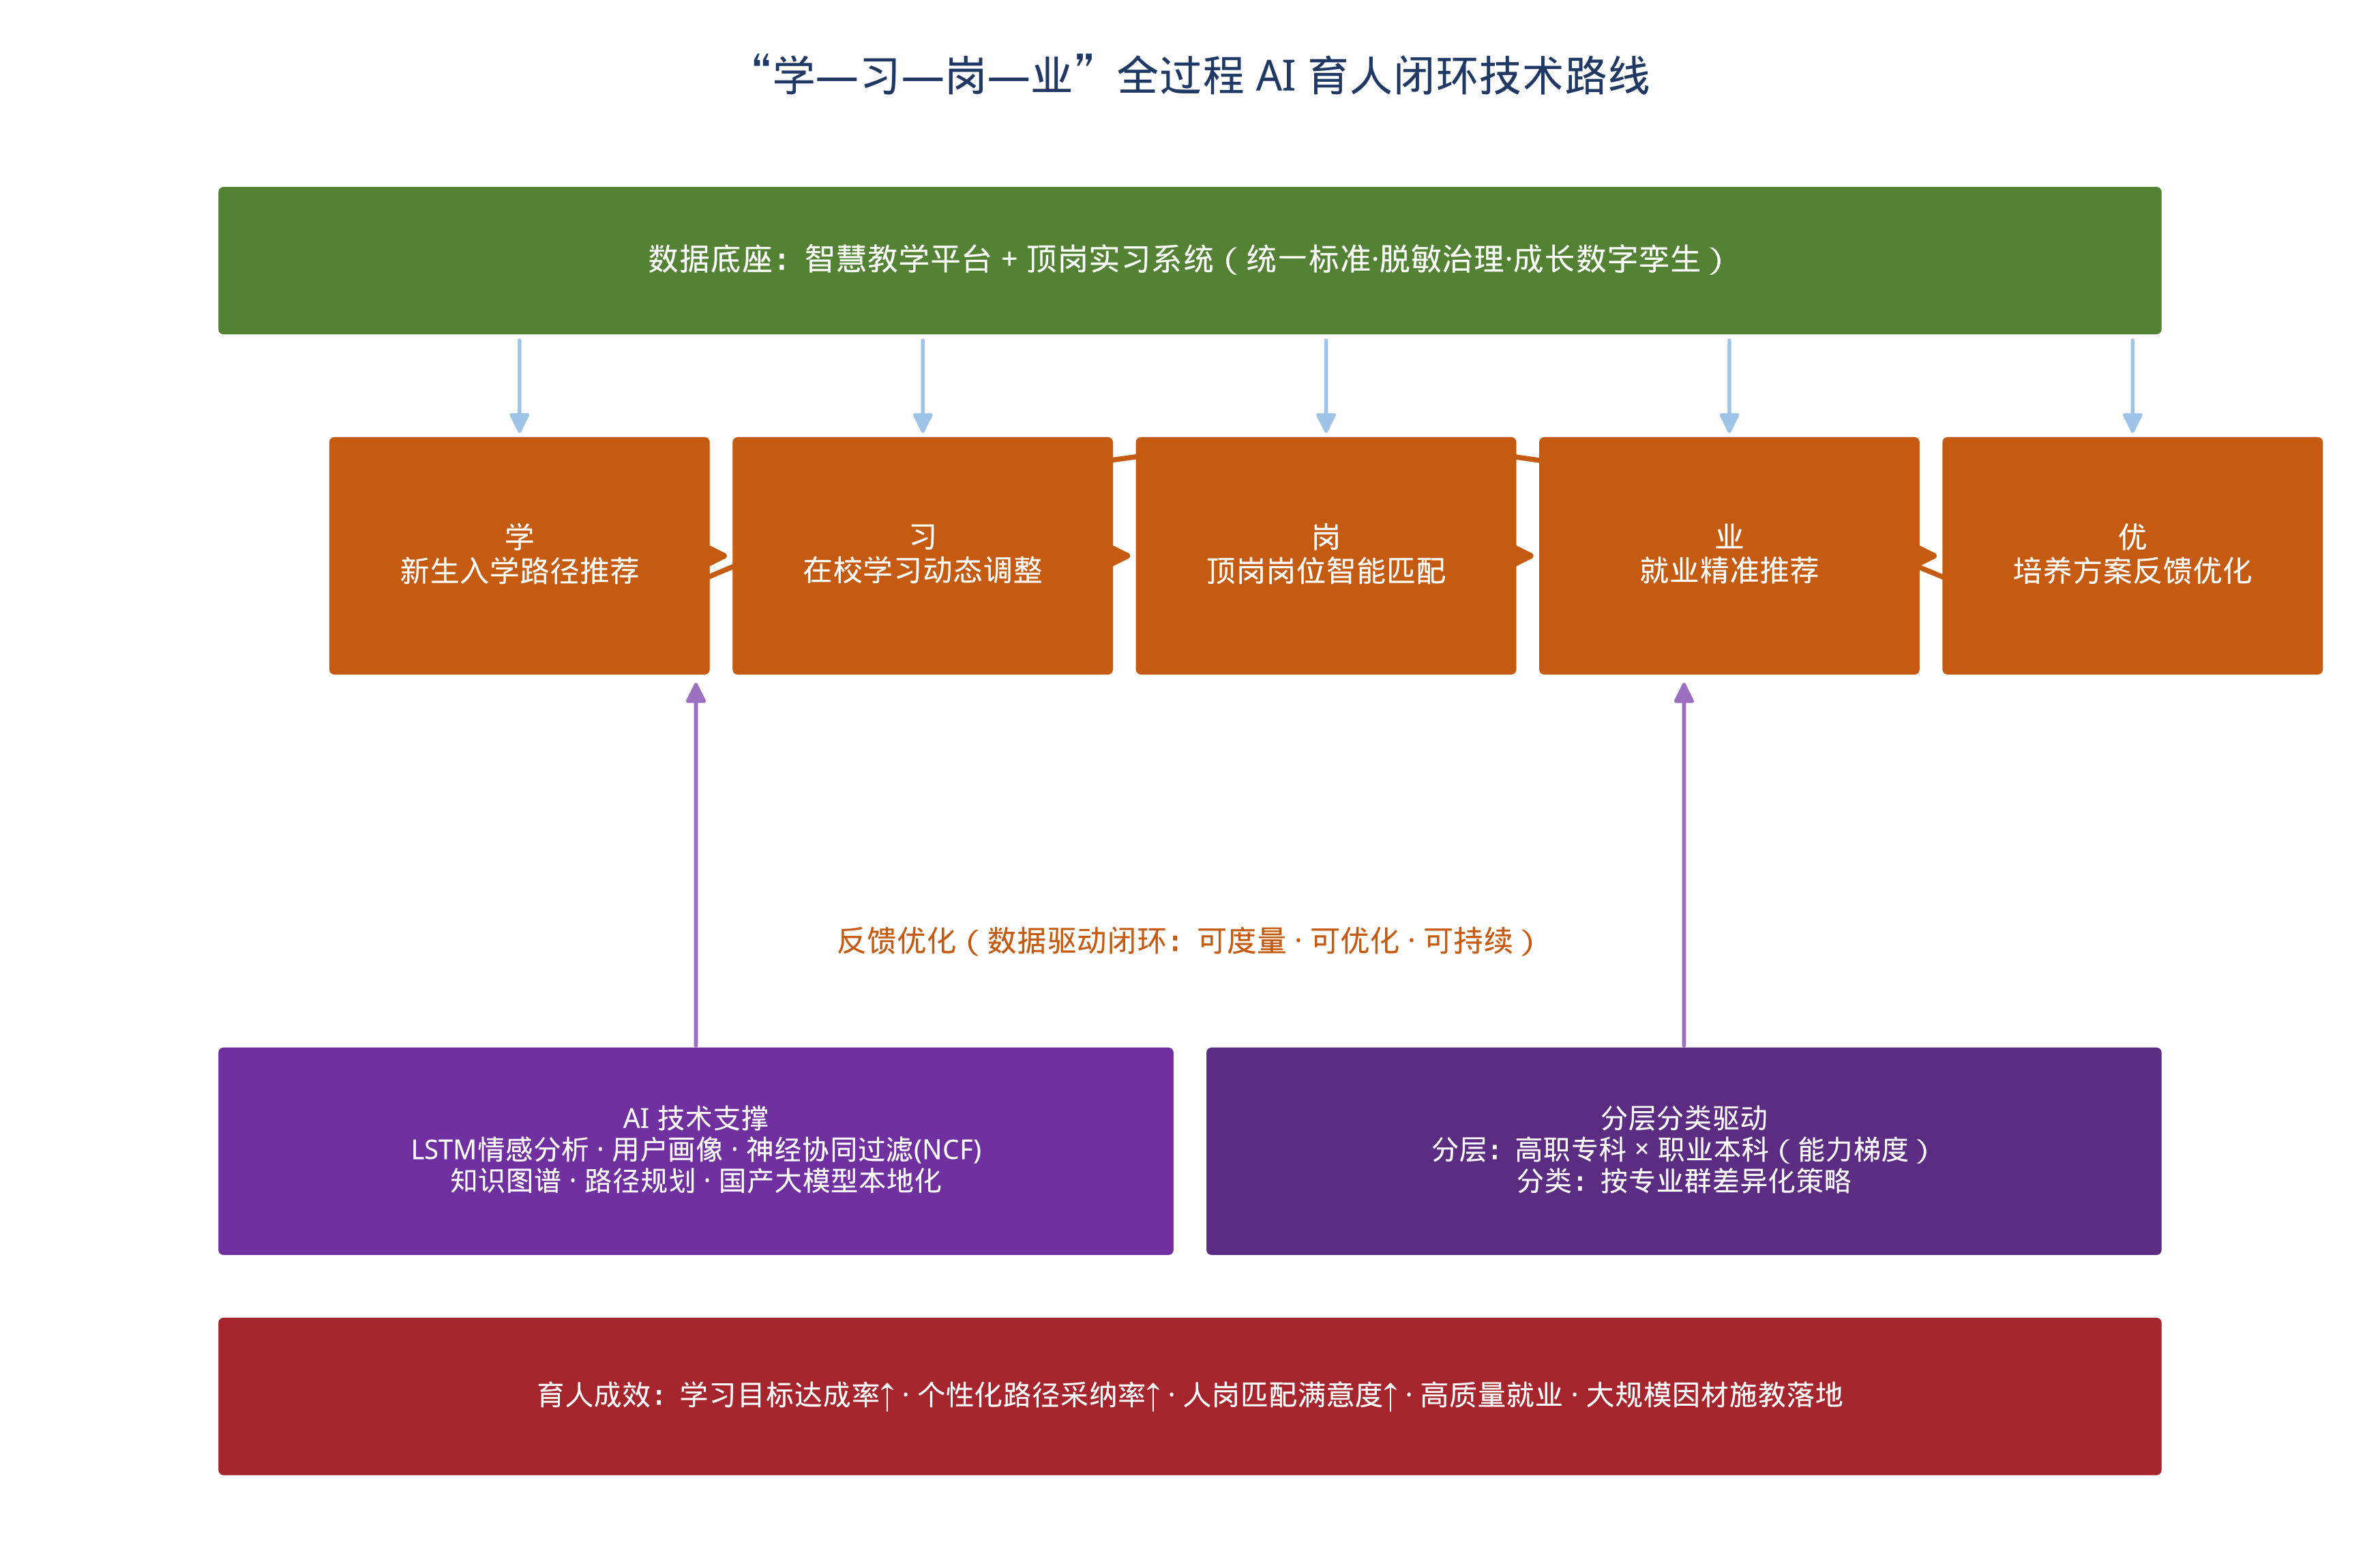 “学—习—岗—业”全过程 AI 育人闭环技术路线
数据底座：智慧教学平台 + 顶岗实习系统（统一标准·脱敏治理·成长数字孪生）
学
新生入学路径推荐
习
在校学习动态调整
岗
顶岗岗位智能匹配
业
就业精准推荐
优
培养方案反馈优化
反馈优化（数据驱动闭环：可度量 · 可优化 · 可持续）
AI 技术支撑
LSTM情感分析 · 用户画像 · 神经协同过滤(NCF)
知识图谱 · 路径规划 · 国产大模型本地化
分层分类驱动
分层：高职专科 × 职业本科（能力梯度）
分类：按专业群差异化策略
育人成效：学习目标达成率↑ · 个性化路径采纳率↑ · 人岗匹配满意度↑ · 高质量就业 · 大规模因材施教落地